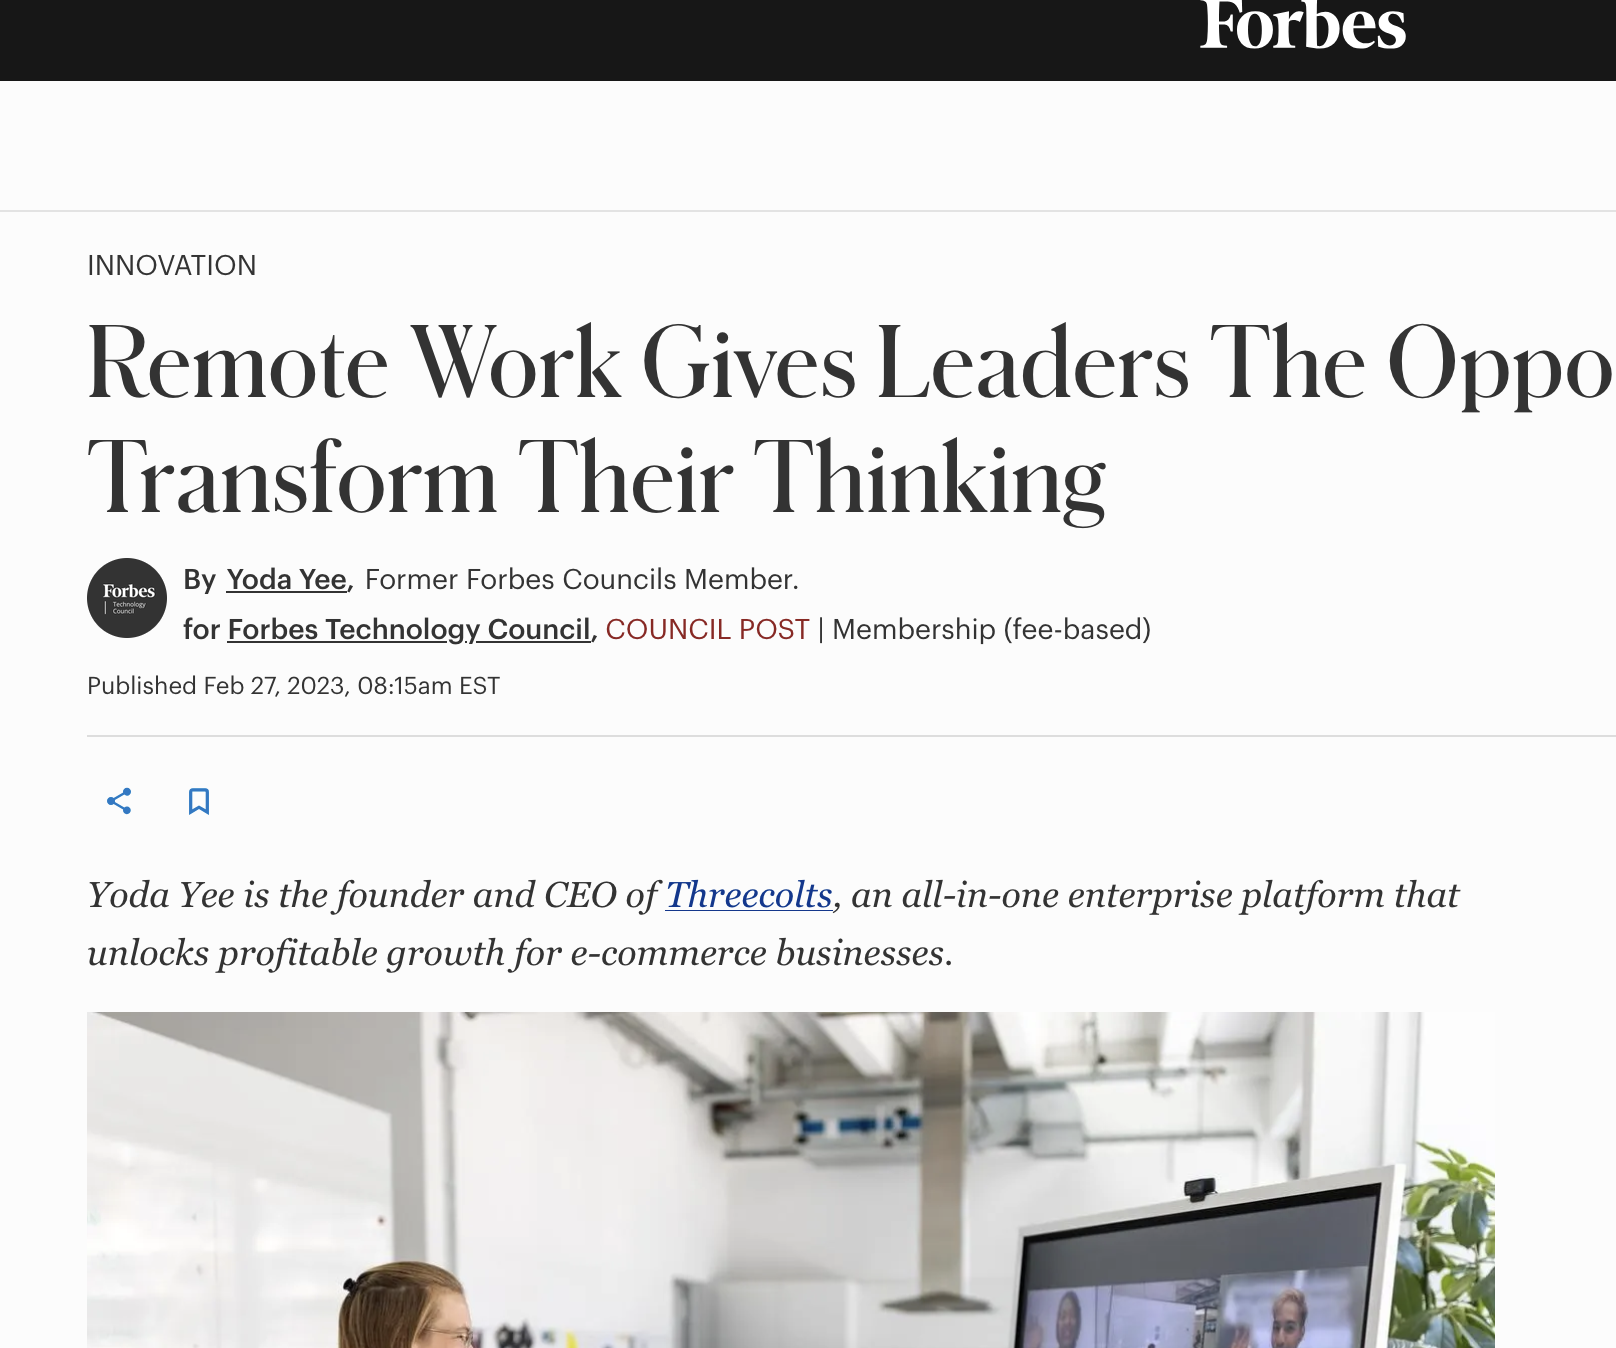 Forbes
INNOVATION
Remote Work Gives Leaders The Oppo
Transform Their Thinking
Forbes
Technology
Council
By Yoda Yee, Former Forbes Councils Member.
for Forbes Technology Council, COUNCIL POST | Membership (fee-based)
Published Feb 27, 2023, 08:15am EST
Yoda Yee is the founder and CEO of Threecolts, an all-in-one enterprise platform that
unlocks profitable growth for e-commerce businesses.